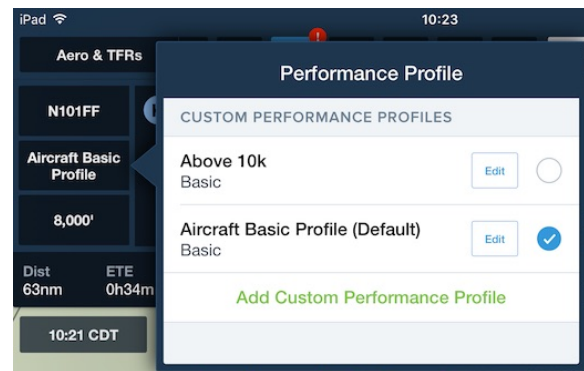 iPad
10:23
Aero & TFRs
Performance Profile
N101FF
CUSTOM PERFORMANCE PROFILES
Above 10k
Basic
Edit
Aircraft Basic
Profile
Aircraft Basic Profile (Default)
Basic
Edit
8,000'
Dist
ETE
63nm
0h34m
Add Custom Performance Profile
10:21 CDT